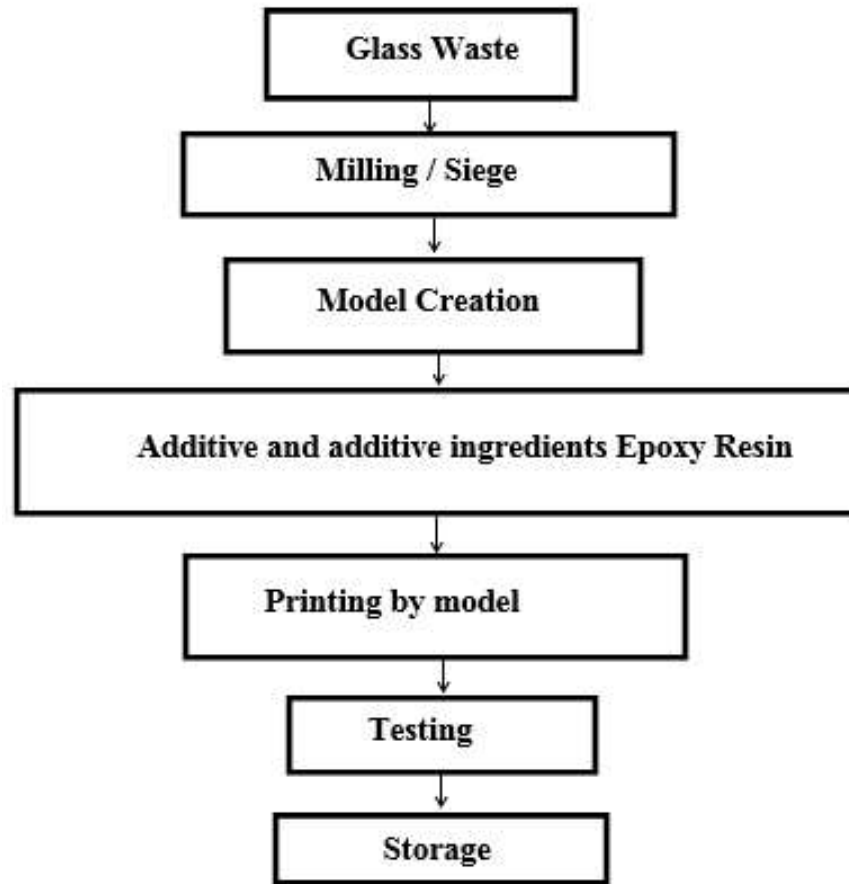 Glass Waste
Milling / Siege
Model Creation
Additive and additive ingredients Epoxy Resin
Printing by model
Testing
Storage